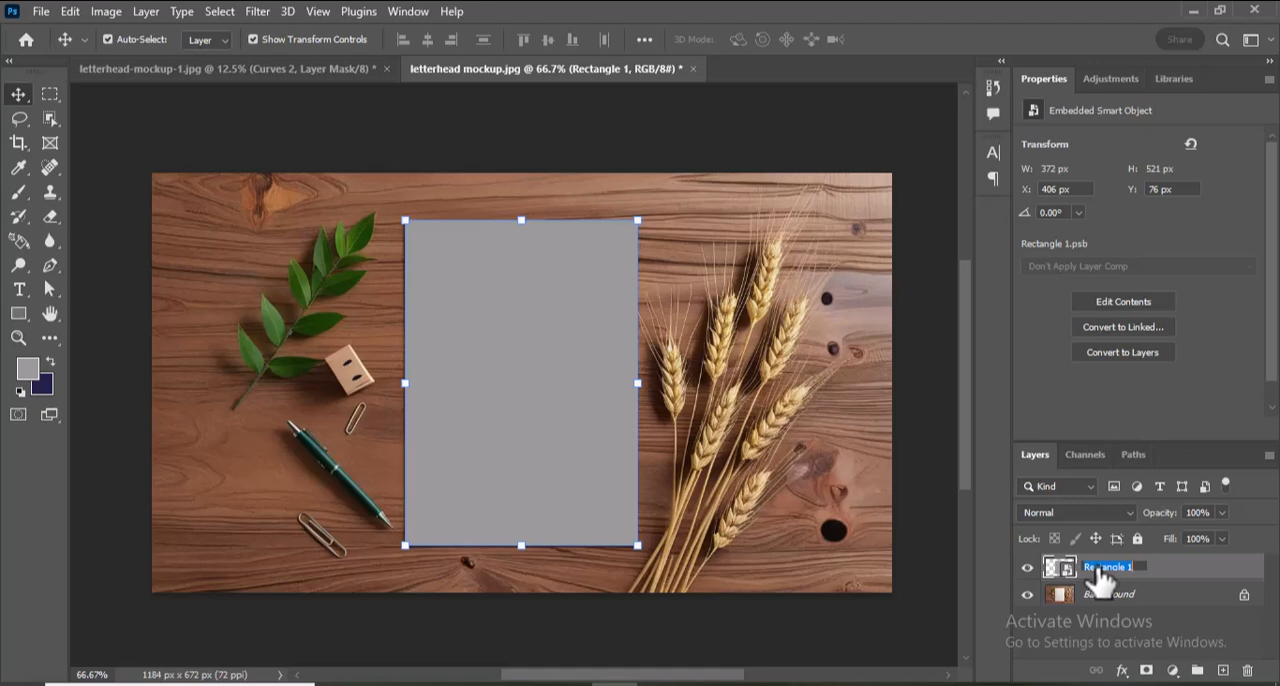 Ps File Edit Image Layer Type Select Filter 3D View Plugins Window Help
Auto-Select: Layer Show Transform Controls 3D Mode: Share
letterhead-mockup-1.jpg @ 12.5% (Curves 2, Layer Mask/8) * × letterhead mockup.jpg @ 66.7% (Rectangle 1, RGB/8#) * ×
Properties Adjustments Libraries
Embedded Smart Object
Transform
W: 372 px H: 521 px
X: 406 px Y: 76 px
0.00°
Rectangle 1.psb
Don't Apply Layer Comp
Edit Contents
Convert to Linked...
Convert to Layers
Layers Channels Paths
Kind
Normal Opacity: 100%
Lock: Fill: 100%
Rectangle 1
Background
Activate Windows
Go to Settings to activate Windows.
66.67% 1184 px x 672 px (72 ppi)